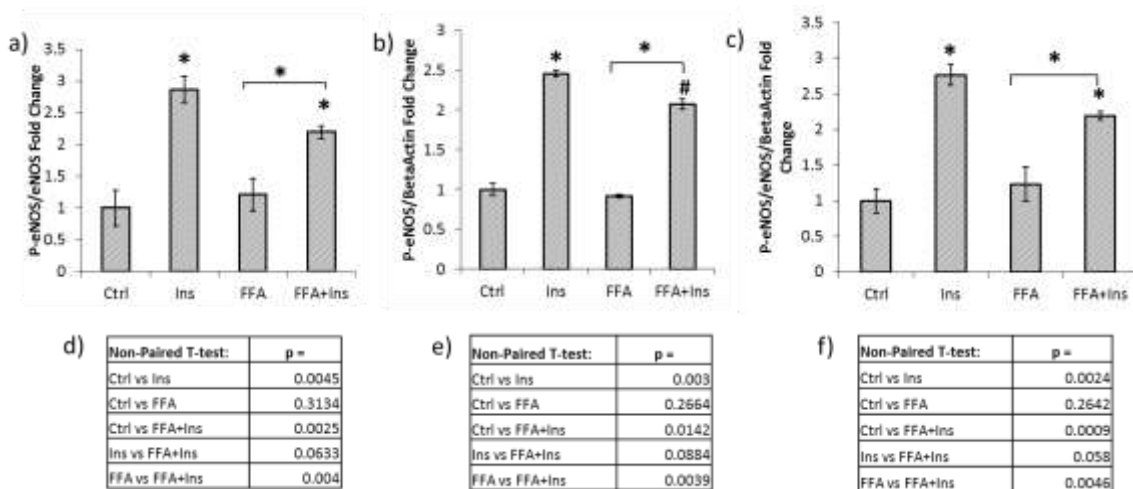 a)
P-eNOS/eNOS Fold Change
3.5
3
2.5
2
1.5
1
0.5
0
*
*
*
Ctrl Ins FFA FFA+Ins
b)
P-eNOS/BetaActin Fold Change
3
2.5
2
1.5
1
0.5
0
*
*
#
Ctrl Ins FFA FFA+Ins
c)
P-eNOS/eNOS/BetaActin Fold
Change
3.5
3
2.5
2
1.5
1
0.5
0
*
*
*
Ctrl Ins FFA FFA+Ins
d)
Non-Paired T-test: p =
Ctrl vs Ins 0.0045
Ctrl vs FFA 0.3134
Ctrl vs FFA+Ins 0.0025
Ins vs FFA+Ins 0.0633
FFA vs FFA+Ins 0.004
e)
Non-Paired T-test: p =
Ctrl vs Ins 0.003
Ctrl vs FFA 0.2664
Ctrl vs FFA+Ins 0.0142
Ins vs FFA+Ins 0.0884
FFA vs FFA+Ins 0.0039
f)
Non-Paired T-test: p =
Ctrl vs Ins 0.0024
Ctrl vs FFA 0.2642
Ctrl vs FFA+Ins 0.0009
Ins vs FFA+Ins 0.058
FFA vs FFA+Ins 0.0046